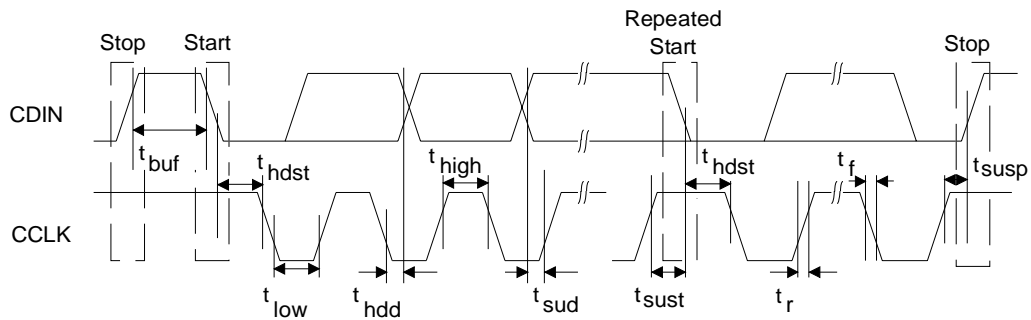 Repeated
Stop
Start
Start
Stop
CDIN
t buf
t hdst
t high
t hdst
t f
t susp
CCLK
t low
t hdd
t sud
t sust
t r